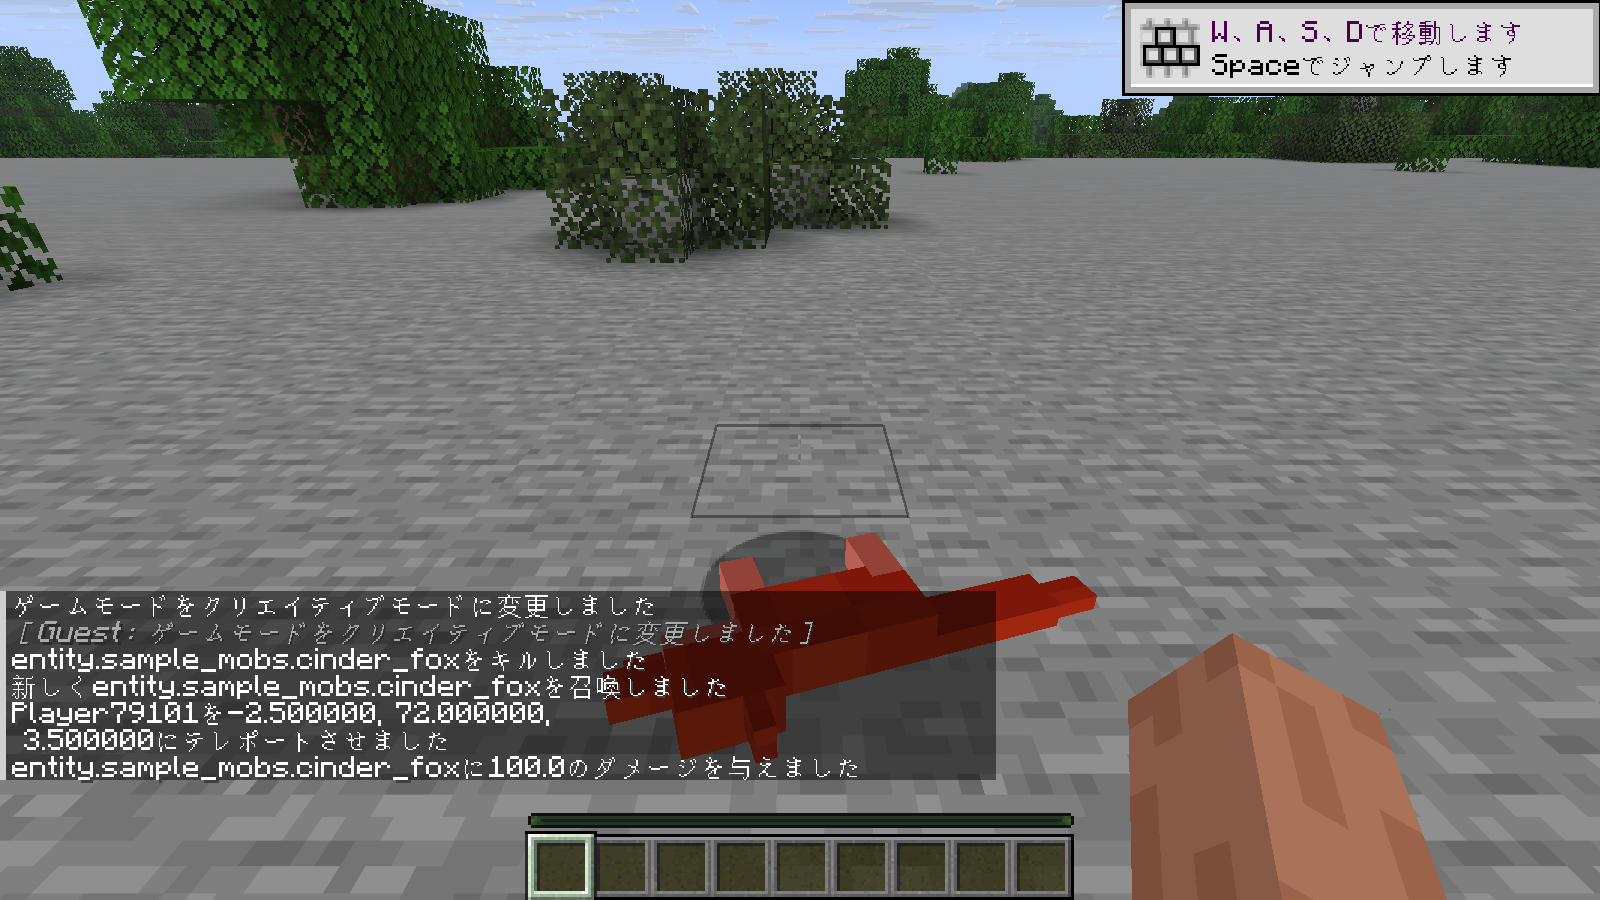 W、A、S、Dで移動します
Spaceでジャンプします
ゲームモードをクリエイティブモードに変更しました
[Guest: ゲームモードをクリエイティブモードに変更しました]
entity.sample_mobs.cinder_foxをキルしました
新しくentity.sample_mobs.cinder_foxを召喚しました
Player79101を-2.500000, 72.000000,
3.500000にテレポートさせました
entity.sample_mobs.cinder_foxに100.0のダメージを与えました